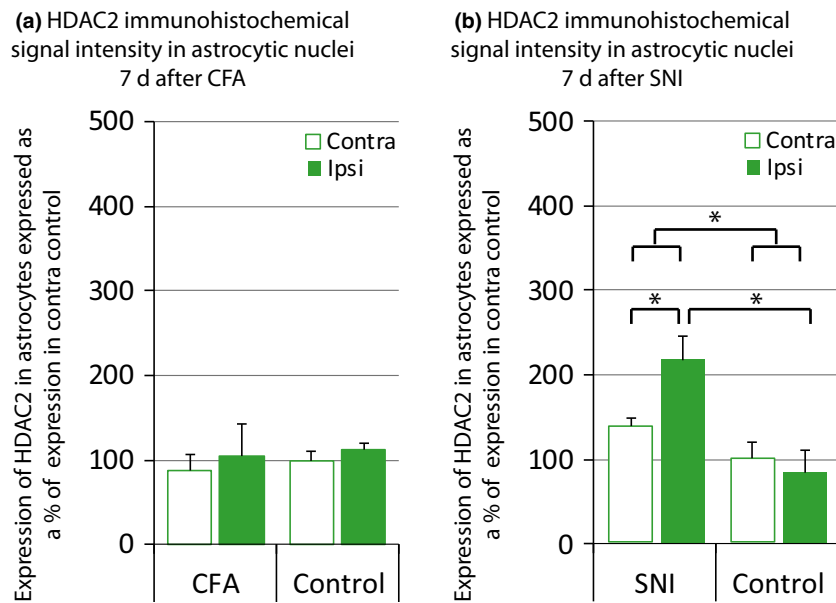 (a) HDAC2 immunohistochemical
signal intensity in astrocytic nuclei
7 d after CFA
Expression of HDAC2 in astrocytes expressed as
a % of expression in contra control
500
400
300
200
100
0
Contra
Ipsi
CFA Control
(b) HDAC2 immunohistochemical
signal intensity in astrocytic nuclei
7 d after SNI
Expression of HDAC2 in astrocytes expressed as
a % of expression in contra control
500
400
300
200
100
0
Contra
Ipsi
*
* *
SNI Control